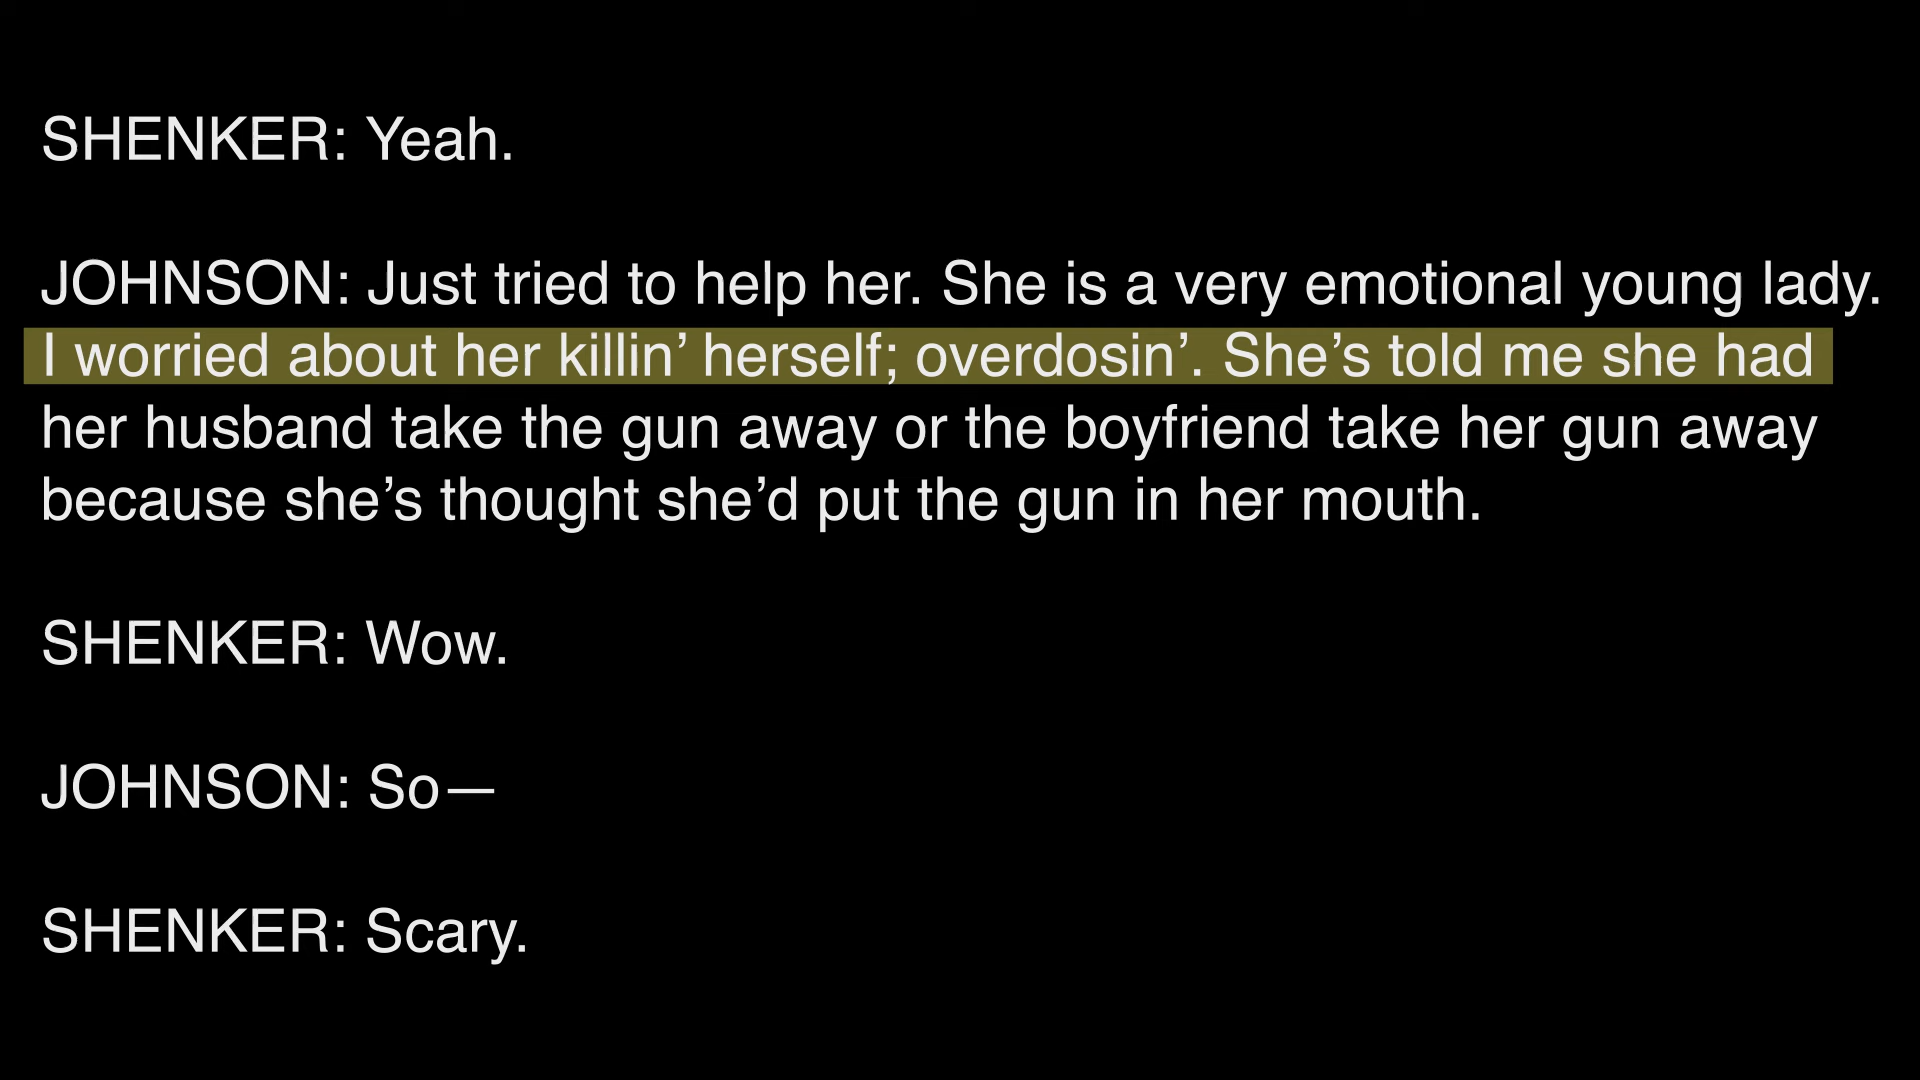 SHENKER: Yeah.
JOHNSON: Just tried to help her. She is a very emotional young lady.
I worried about her killin’ herself; overdosin’. She’s told me she had
her husband take the gun away or the boyfriend take her gun away
because she’s thought she’d put the gun in her mouth.
SHENKER: Wow.
JOHNSON: So—
SHENKER: Scary.